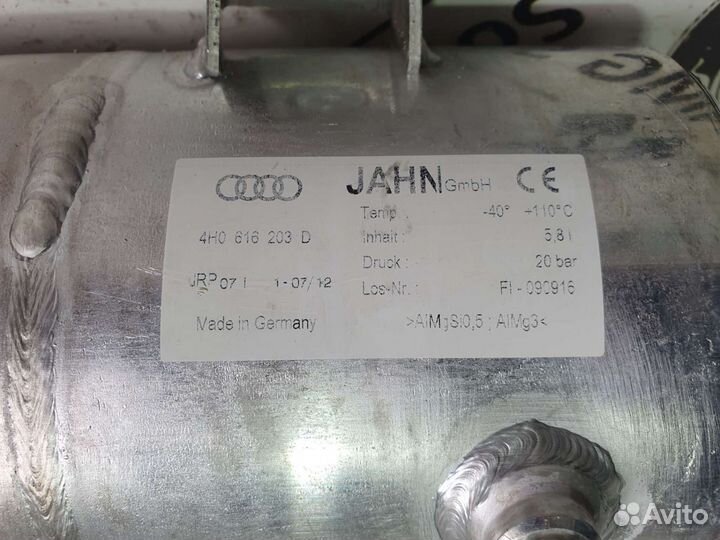 JAHN GmbH CE
Temp. -40° +110°C
4H0 616 203 D
Inhalt: 5,8 l
Druck: 20 bar
07 1-07/12
Los-Nr.: FI-090916
Made in Germany
>AlMgSi0,5 ; AlMg3<
Avito